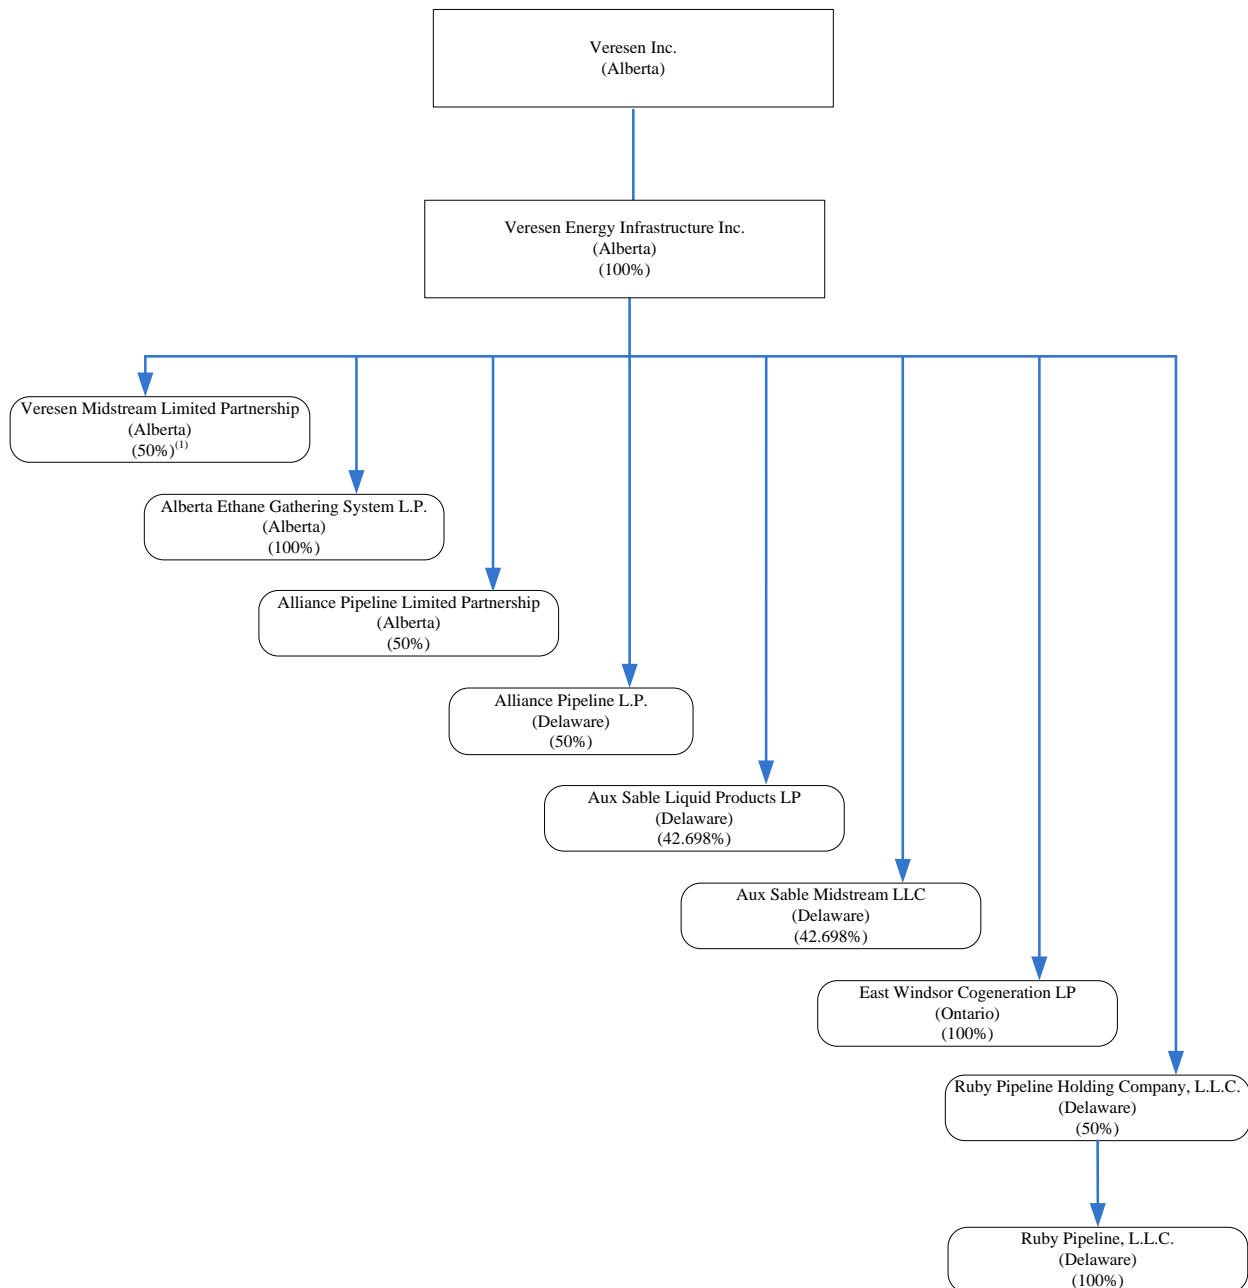 Veresen Inc.
(Alberta)
Veresen Energy Infrastructure Inc.
(Alberta)
(100%)
Veresen Midstream Limited Partnership
(Alberta)
(50%)(1)
Alberta Ethane Gathering System L.P.
(Alberta)
(100%)
Alliance Pipeline Limited Partnership
(Alberta)
(50%)
Alliance Pipeline L.P.
(Delaware)
(50%)
Aux Sable Liquid Products LP
(Delaware)
(42.698%)
Aux Sable Midstream LLC
(Delaware)
(42.698%)
East Windsor Cogeneration LP
(Ontario)
(100%)
Ruby Pipeline Holding Company, L.L.C.
(Delaware)
(50%)
Ruby Pipeline, L.L.C.
(Delaware)
(100%)